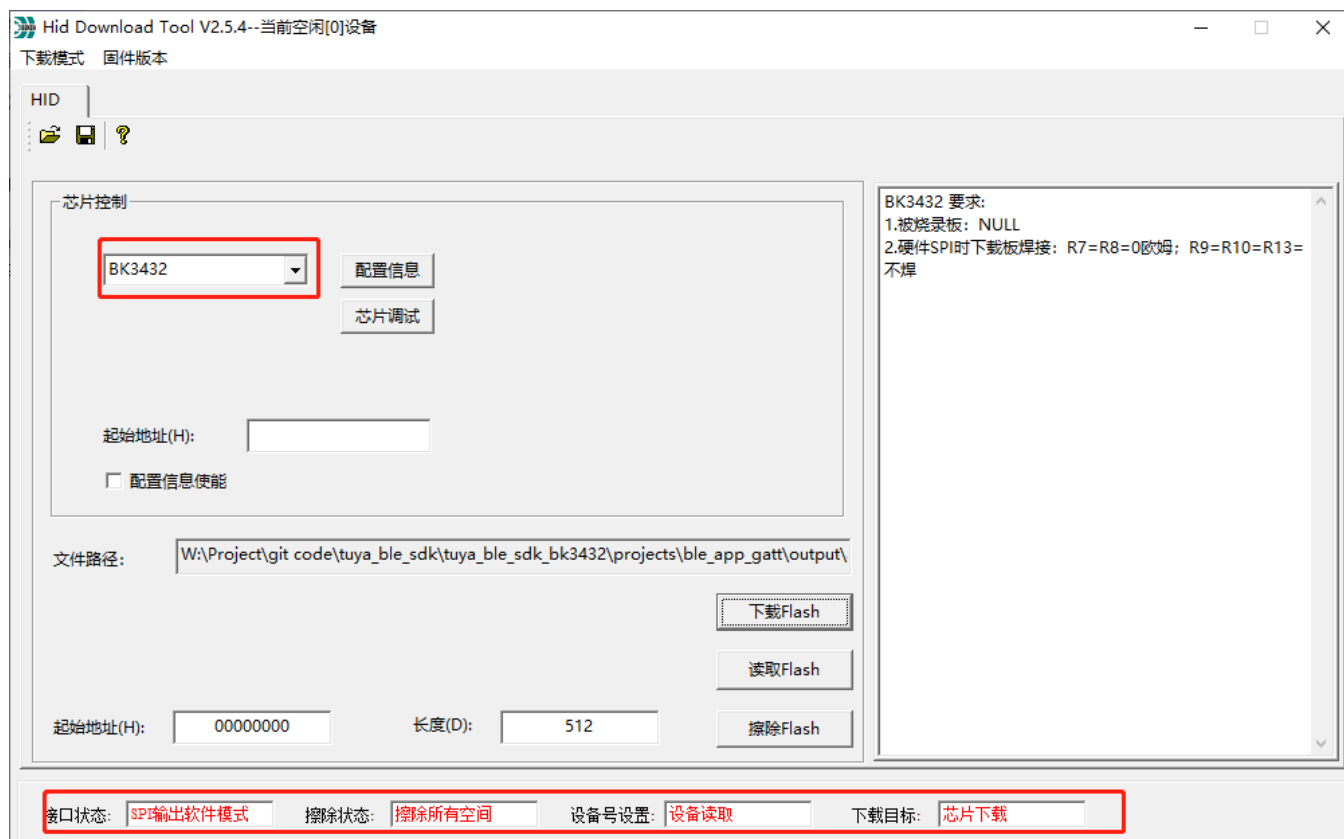 Hid Download Tool V2.5.4--当前空闲[0]设备
下载模式 固件版本
HID
芯片控制
BK3432
配置信息
芯片调试
起始地址(H):
配置信息使能
文件路径: W:\Project\git code\tuya_ble_sdk\tuya_ble_sdk_bk3432\projects\ble_app_gatt\output\
下载Flash
读取Flash
起始地址(H): 00000000 长度(D): 512 擦除Flash
BK3432 要求:
1.被烧录板：NULL
2.硬件SPI时下载板焊接：R7=R8=0欧姆；R9=R10=R13=
不焊
接口状态: SPI输出软件模式 擦除状态: 擦除所有空间 设备号设置: 设备读取 下载目标: 芯片下载